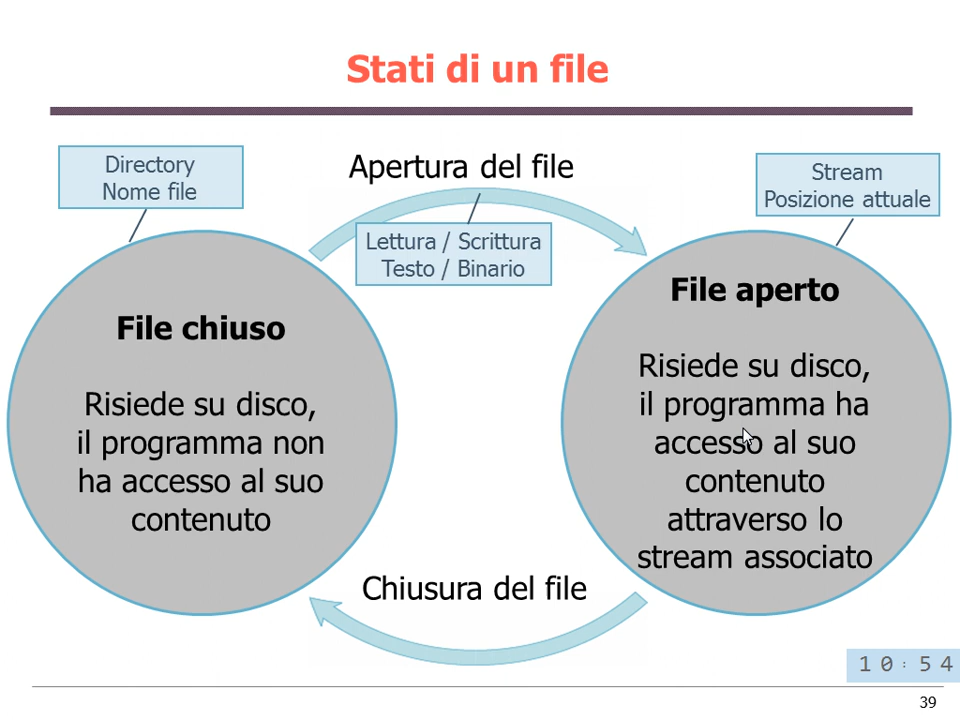 Stati di un file
Directory
Nome file
Apertura del file
Stream
Posizione attuale
Lettura / Scrittura
Testo / Binario
File chiuso
Risiede su disco,
il programma non
ha accesso al suo
contenuto
File aperto
Risiede su disco,
il programma ha
accesso al suo
contenuto
attraverso lo
stream associato
Chiusura del file
10:54
39